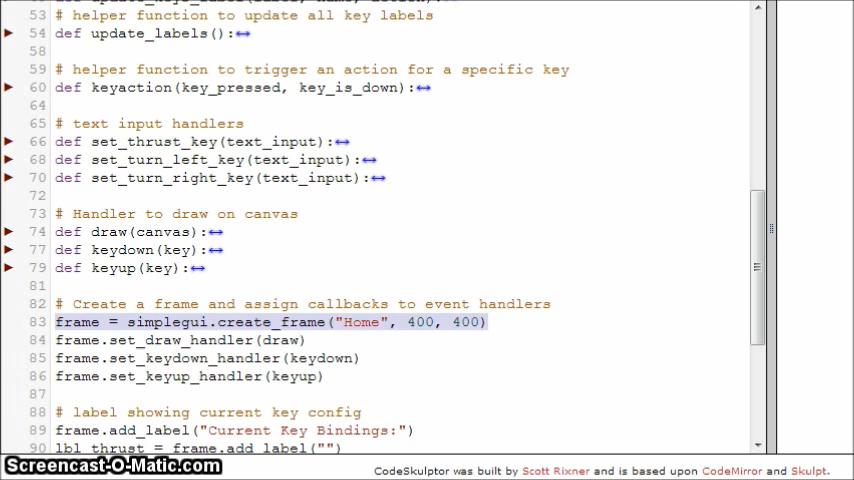 53 # helper function to update all key labels
54 def update_labels():
58
59 # helper function to trigger an action for a specific key
60 def keyaction(key_pressed, key_is_down):
64
65 # text input handlers
66 def set_thrust_key(text_input):
68 def set_turn_left_key(text_input):
70 def set_turn_right_key(text_input):
72
73 # Handler to draw on canvas
74 def draw(canvas):
77 def keydown(key):
79 def keyup(key):
81
82 # Create a frame and assign callbacks to event handlers
83 frame = simplegui.create_frame("Home", 400, 400)
84 frame.set_draw_handler(draw)
85 frame.set_keydown_handler(keydown)
86 frame.set_keyup_handler(keyup)
87
88 # label showing current key config
89 frame.add_label("Current Key Bindings:")
90 lbl_thrust = frame.add_label("")
Screencast-O-Matic.com
CodeSkulptor was built by Scott Rixner and is based upon CodeMirror and Skulpt.